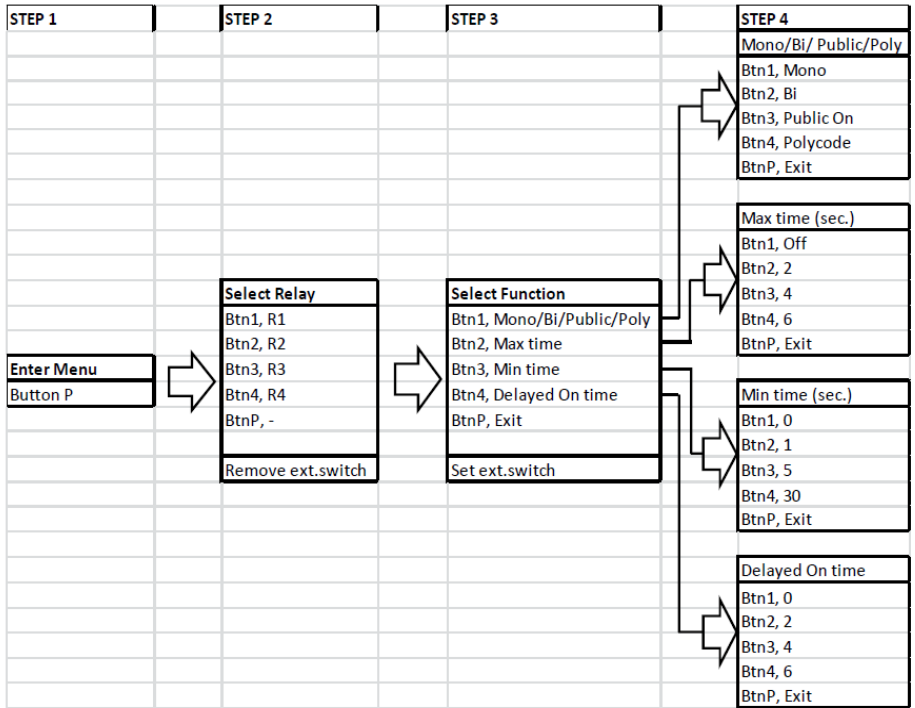 STEP 1
STEP 2
STEP 3
STEP 4
Enter Menu
Button P
Select Relay
Btn1, R1
Btn2, R2
Btn3, R3
Btn4, R4
BtnP, -
Remove ext.switch
Select Function
Btn1, Mono/Bi/Public/Poly
Btn2, Max time
Btn3, Min time
Btn4, Delayed On time
BtnP, Exit
Set ext.switch
Mono/Bi/ Public/Poly
Btn1, Mono
Btn2, Bi
Btn3, Public On
Btn4, Polycode
BtnP, Exit
Max time (sec.)
Btn1, Off
Btn2, 2
Btn3, 4
Btn4, 6
BtnP, Exit
Min time (sec.)
Btn1, 0
Btn2, 1
Btn3, 5
Btn4, 30
BtnP, Exit
Delayed On time
Btn1, 0
Btn2, 2
Btn3, 4
Btn4, 6
BtnP, Exit